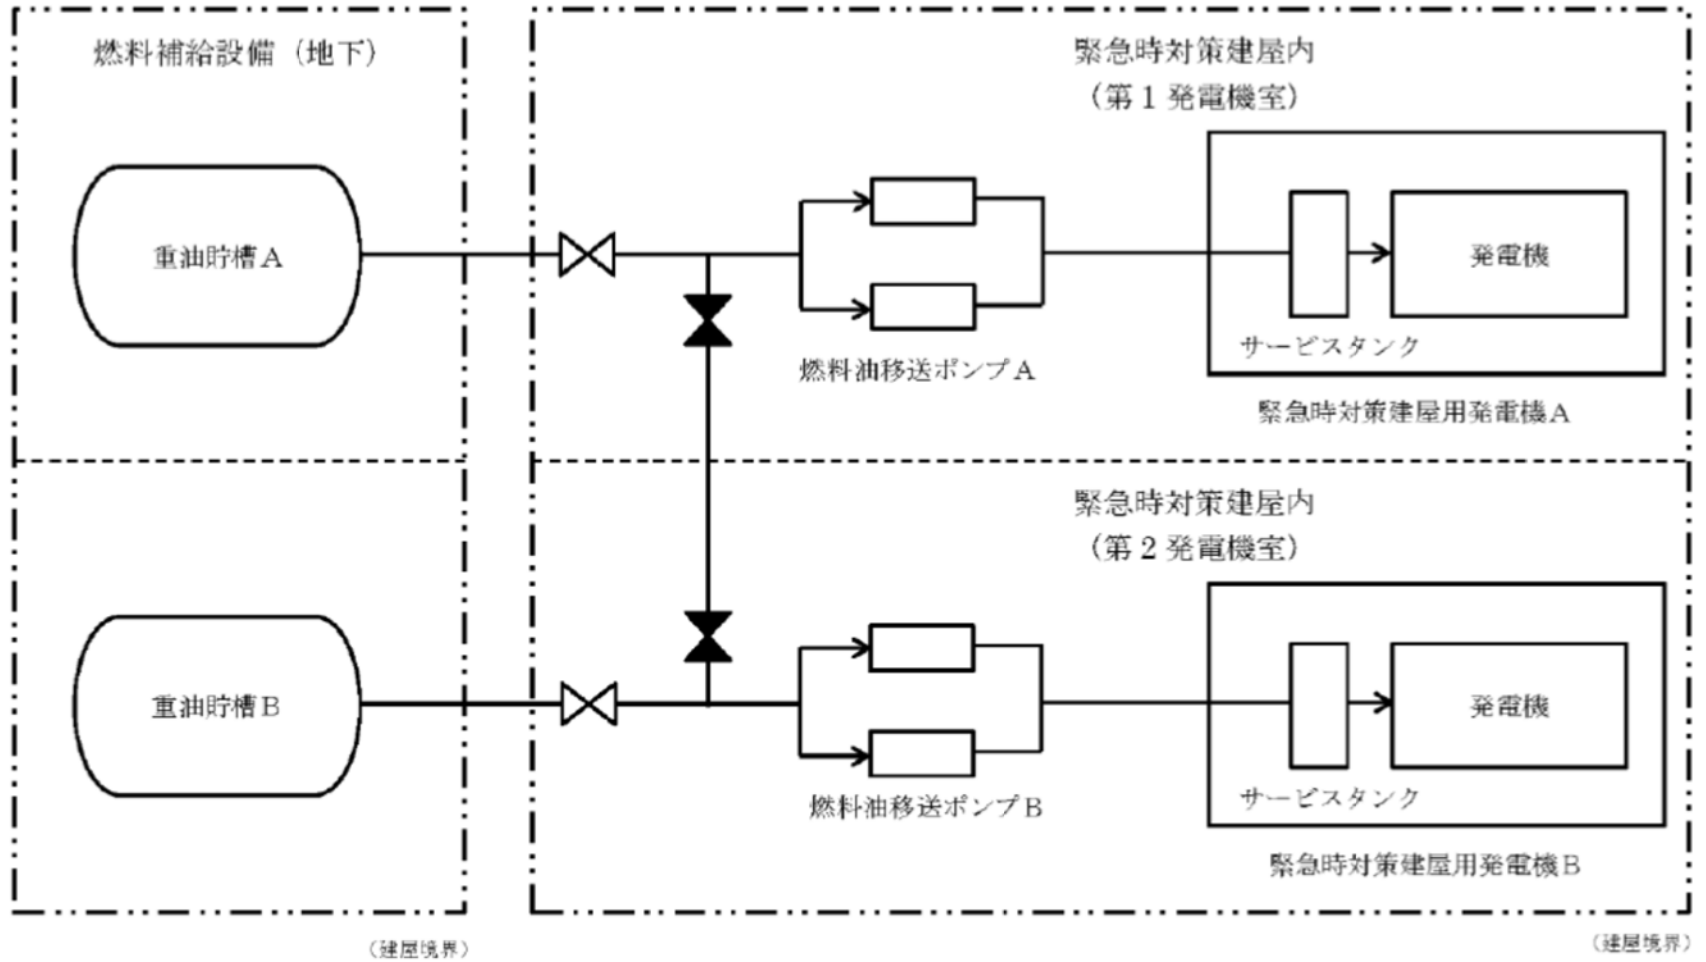 燃料補給設備（地下）
緊急時対策建屋内
（第１発電機室）
重油貯槽Ａ
発電機
サービスタンク
燃料油移送ポンプＡ
緊急時対策建屋用発電機Ａ
緊急時対策建屋内
（第２発電機室）
重油貯槽Ｂ
発電機
サービスタンク
燃料油移送ポンプＢ
緊急時対策建屋用発電機Ｂ
（建屋境界）
（建屋境界）